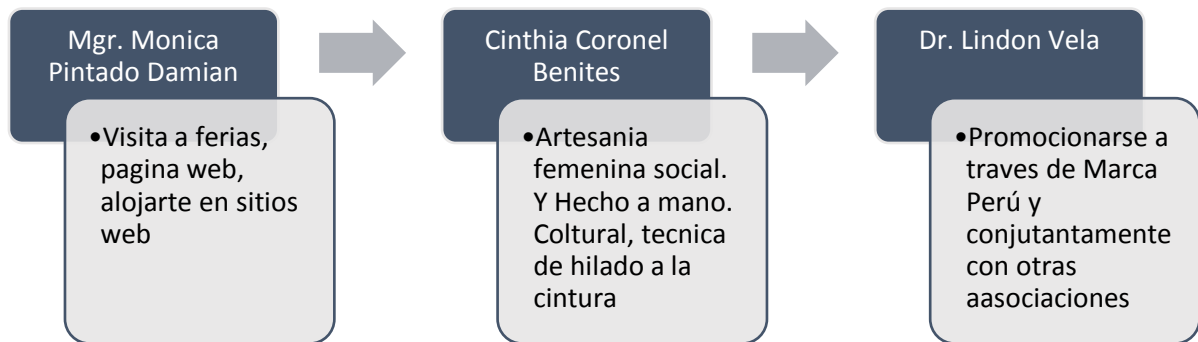 Mgr. Monica
Pintado Damian
•Visita a ferias,
pagina web,
alojarte en sitios
web
Cinthia Coronel
Benites
•Artesania
femenina social.
Y Hecho a mano.
Coltural, tecnica
de hilado a la
cintura
Dr. Lindon Vela
•Promocionarse a
traves de Marca
Perú y
conjutantamente
con otras
aasociaciones